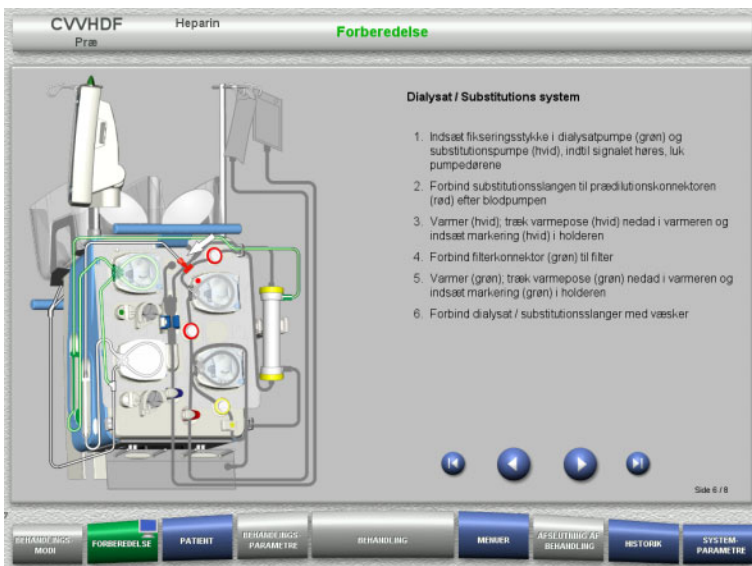 CVVHDF Heparin
Præ
Forberedelse
Dialysat / Substitutions system
1. Indsæt fikseringsstykke i dialysatpumpe (grøn) og
substitutionspumpe (hvid), indtil signalet høres, luk
pumpedørene
2. Forbind substitutionsslangen til prædilutionskonnektoren
(rød) efter blodpumpen
3. Varmer (hvid); træk varmepose (hvid) nedad i varmeren og
indsæt markering (hvid) i holderen
4. Forbind filterkonnektor (grøn) til filter
5. Varmer (grøn); træk varmepose (grøn) nedad i varmeren og
indsæt markering (grøn) i holderen
6. Forbind dialysat / substitutionsslanger med væsker
Side 6 / 8
BEHANDLINGS-
MODI
FORBEREDELSE
PATIENT
BEHANDLINGS-
PARAMETRE
BEHANDLING
MENUER
AFSLUTNING AF
BEHANDLING
HISTORIK
SYSTEM-
PARAMETRE